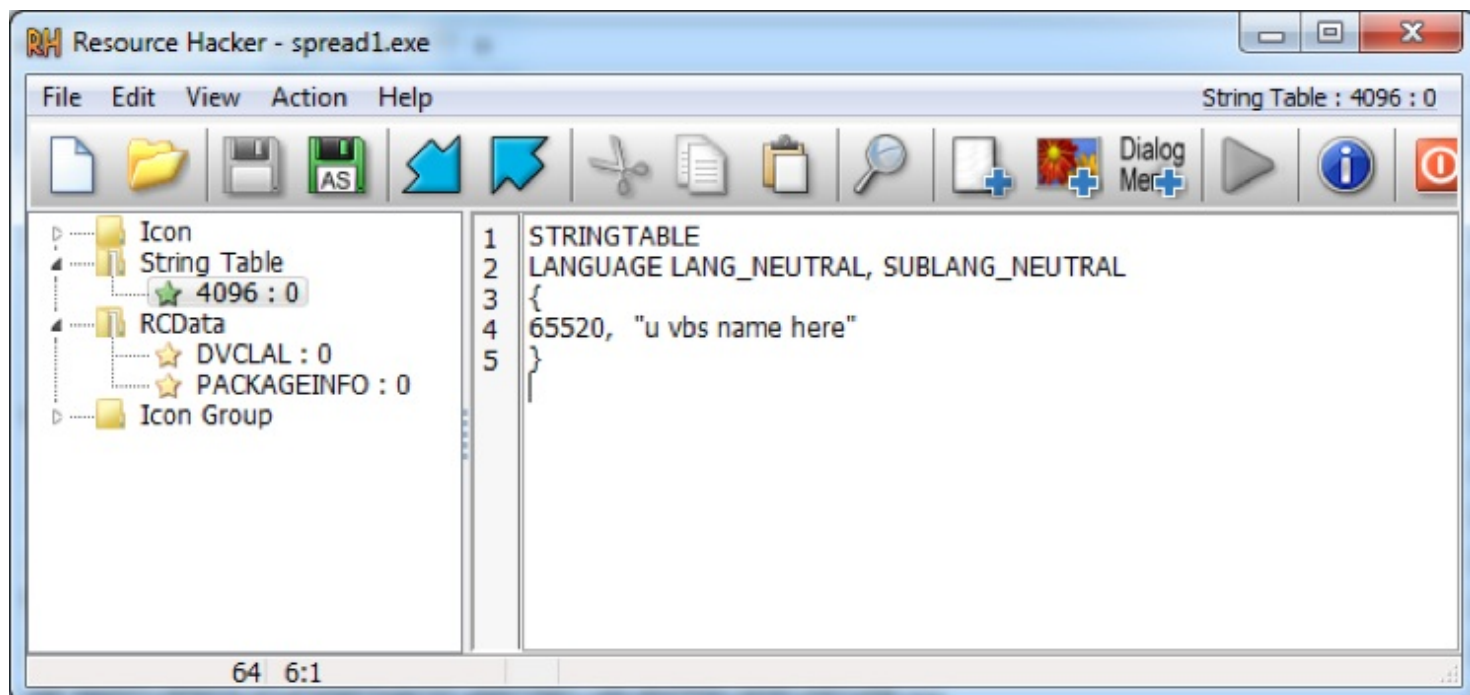 RH Resource Hacker - spread1.exe
File Edit View Action Help String Table : 4096 : 0
AS
Dialog
Icon
String Table
4096 : 0
RCData
DVCLAL : 0
PACKAGEINFO : 0
Icon Group
1 STRINGTABLE
2 LANGUAGE LANG_NEUTRAL, SUBLANG_NEUTRAL
3 {
4 65520, "u vbs name here"
5 }
64 6:1